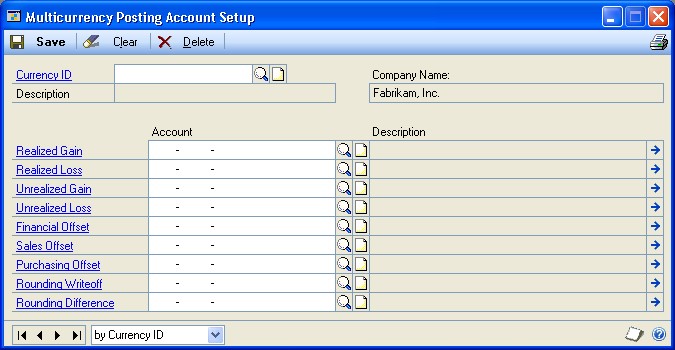 Multicurrency Posting Account Setup
Save Clear Delete
Currency ID Company Name:
Description Fabrikam, Inc.
Account Description
Realized Gain - -
Realized Loss - -
Unrealized Gain - -
Unrealized Loss - -
Financial Offset - -
Sales Offset - -
Purchasing Offset - -
Rounding Writeoff - -
Rounding Difference - -
by Currency ID